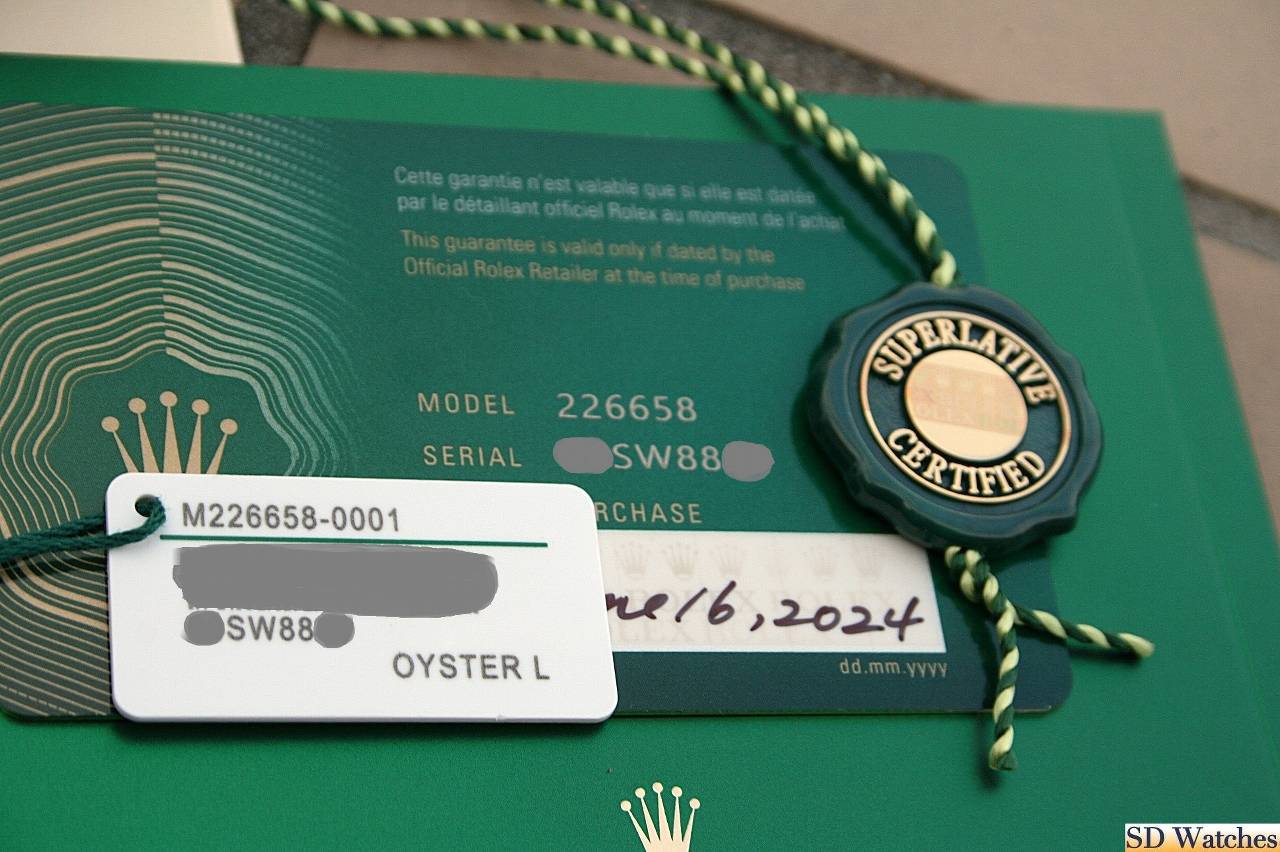 Cette garantie n'est valable que si elle est datée
par le détaillant officiel Rolex au moment de l'achat
This guarantee is valid only if dated by the
Official Rolex Retailer at the time of purchase
MODEL 226658
SERIAL SW88
RCHASE
ne 16, 2024
dd.mm.yyyy
M226658-0001
SW88
OYSTER L
SUPERLATIVE
CERTIFIED
SD Watches